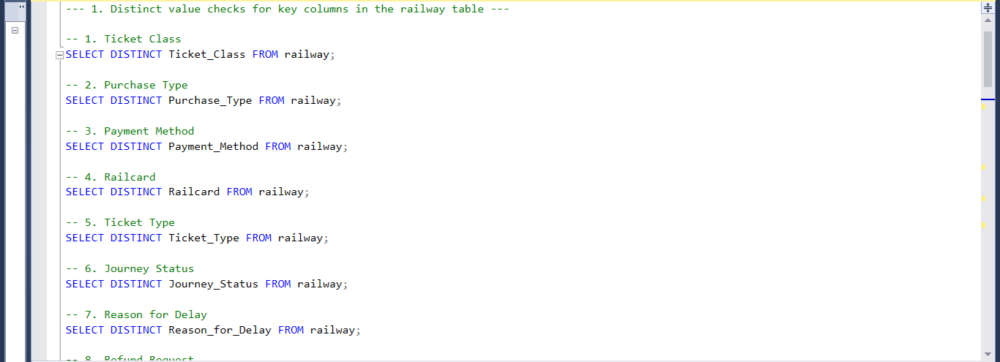 --- 1. Distinct value checks for key columns in the railway table ---
-- 1. Ticket Class
SELECT DISTINCT Ticket_Class FROM railway;
-- 2. Purchase Type
SELECT DISTINCT Purchase_Type FROM railway;
-- 3. Payment Method
SELECT DISTINCT Payment_Method FROM railway;
-- 4. Railcard
SELECT DISTINCT Railcard FROM railway;
-- 5. Ticket Type
SELECT DISTINCT Ticket_Type FROM railway;
-- 6. Journey Status
SELECT DISTINCT Journey_Status FROM railway;
-- 7. Reason for Delay
SELECT DISTINCT Reason_for_Delay FROM railway;
-- 8. Refund Request